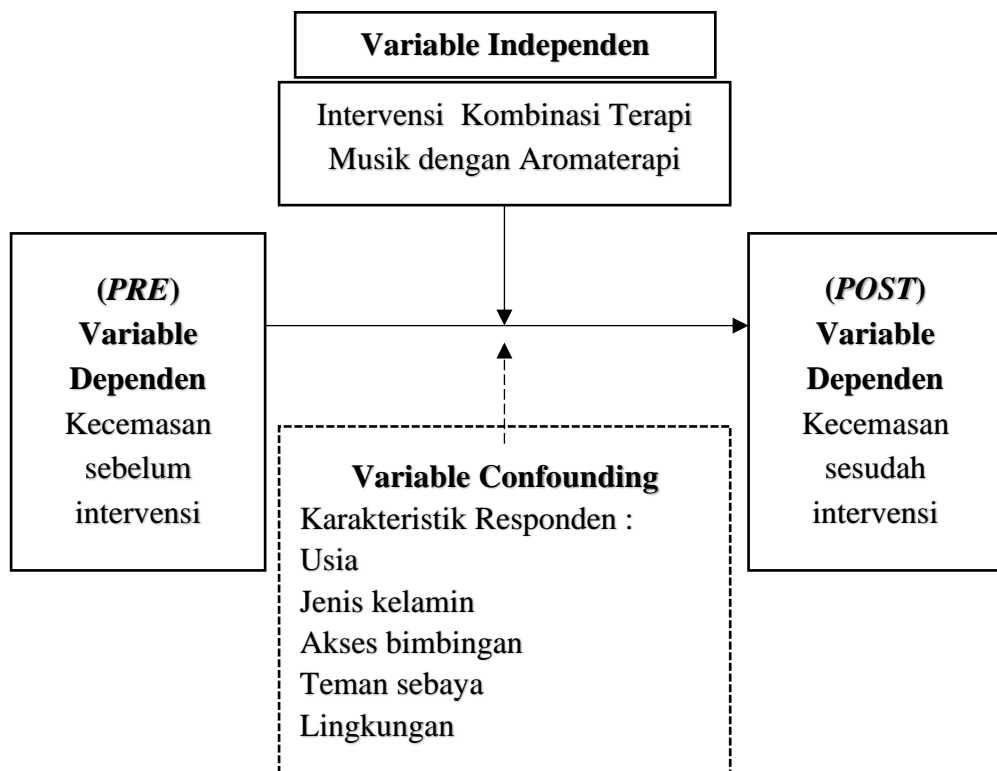 Variable Independen
Intervensi Kombinasi Terapi
Musik dengan Aromaterapi
(PRE)
Variable
Dependen
Kecemasan
sebelum
intervensi
(POST)
Variable
Dependen
Kecemasan
sesudah
intervensi
Variable Confounding
Karakteristik Responden :
Usia
Jenis kelamin
Akses bimbingan
Teman sebaya
Lingkungan